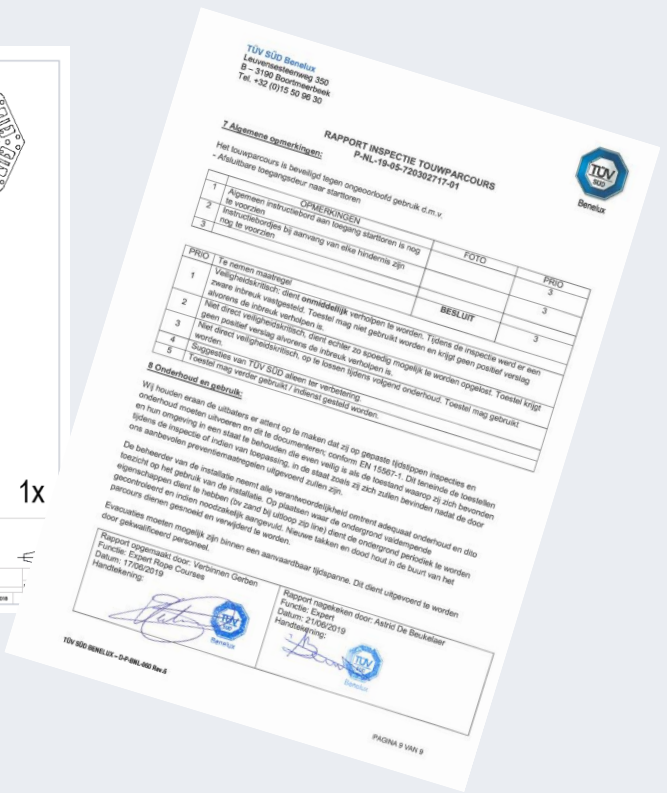 TÜV SÜD Benelux
Leuvensesteenweg 350
B – 3190 Boortmeerbeek
Tel. +32 (0)15 50 96 30
TÜV
SÜD
Benelux
RAPPORT INSPECTIE TOUWPARCOURS
P-NL-19-05-720302717-01
7 Algemene opmerkingen:
Het touwparcours is beveiligd tegen ongeoorloofd gebruik d.m.v.
- Afsluitbare toegangsdeur naar starttoren
OPMERKINGEN FOTO PRIO
1 Algemeen instructiebord aan toegang starttoren is nog
te voorzien 3
2 Instructiebordjes bij aanvang van elke hindernis zijn
nog te voorzien 3
3 3
BESLUIT
PRIO Te nemen maatregel
1 Veiligheidskritisch: dient onmiddellijk verholpen te worden. Tijdens de inspectie werd er een
zware inbreuk vastgesteld. Toestel mag niet gebruikt worden en krijgt geen positief verslag
alvorens de inbreuk verholpen is.
2 Niet direct veiligheidskritisch, dient echter zo spoedig mogelijk te worden opgelost. Toestel krijgt
geen positief verslag alvorens de inbreuk verholpen is.
3 Niet direct veiligheidskritisch, op te lossen tijdens volgend onderhoud. Toestel mag gebruikt
worden.
4 Suggesties van TÜV SÜD alleen ter verbetering.
5 Toestel mag verder gebruikt / indienst gesteld worden.
8 Onderhoud en gebruik:
Wij houden eraan de uitbaters er attent op te maken dat zij op gepaste tijdstippen inspecties en
onderhoud moeten uitvoeren en dit te documenteren; conform EN 15567-1. Dit teneinde de toestellen
en hun omgeving in een staat te behouden die even veilig is als de toestand waarop zij zich bevonden
tijdens de inspectie of indien van toepassing, in de staat zoals zij zich zullen bevinden nadat de door
ons aanbevolen preventiemaatregelen uitgevoerd zullen zijn.
De beheerder van de installatie neemt alle verantwoordelijkheid omtrent adequaat onderhoud en dito
toezicht op het gebruik van de installatie. Op plaatsen waar de ondergrond valdempende
eigenschappen dient te hebben (bv zand bij uitloop zip line) dient de ondergrond periodiek te worden
gecontroleerd en indien noodzakelijk aangevuld. Nieuwe takken en dood hout in de buurt van het
parcours dienen gesnoeid en verwijderd te worden.
Evacuaties moeten mogelijk zijn binnen een aanvaardbaar tijdspanne. Dit dient uitgevoerd te worden
door gekwalificeerd personeel.
Rapport opgemaakt door: Verbinnen Gerben
Functie: Expert Rope Courses
Datum: 17/06/2019
Handtekening:
TÜV
Benelux
Rapport nagekeken door: Astrid De Beukelaer
Functie: Expert
Datum: 21/06/2019
Handtekening:
TÜV
Benelux
TÜV SÜD BENELUX – D-P-BNL-060 Rev.6
PAGINA 9 VAN 9
1x